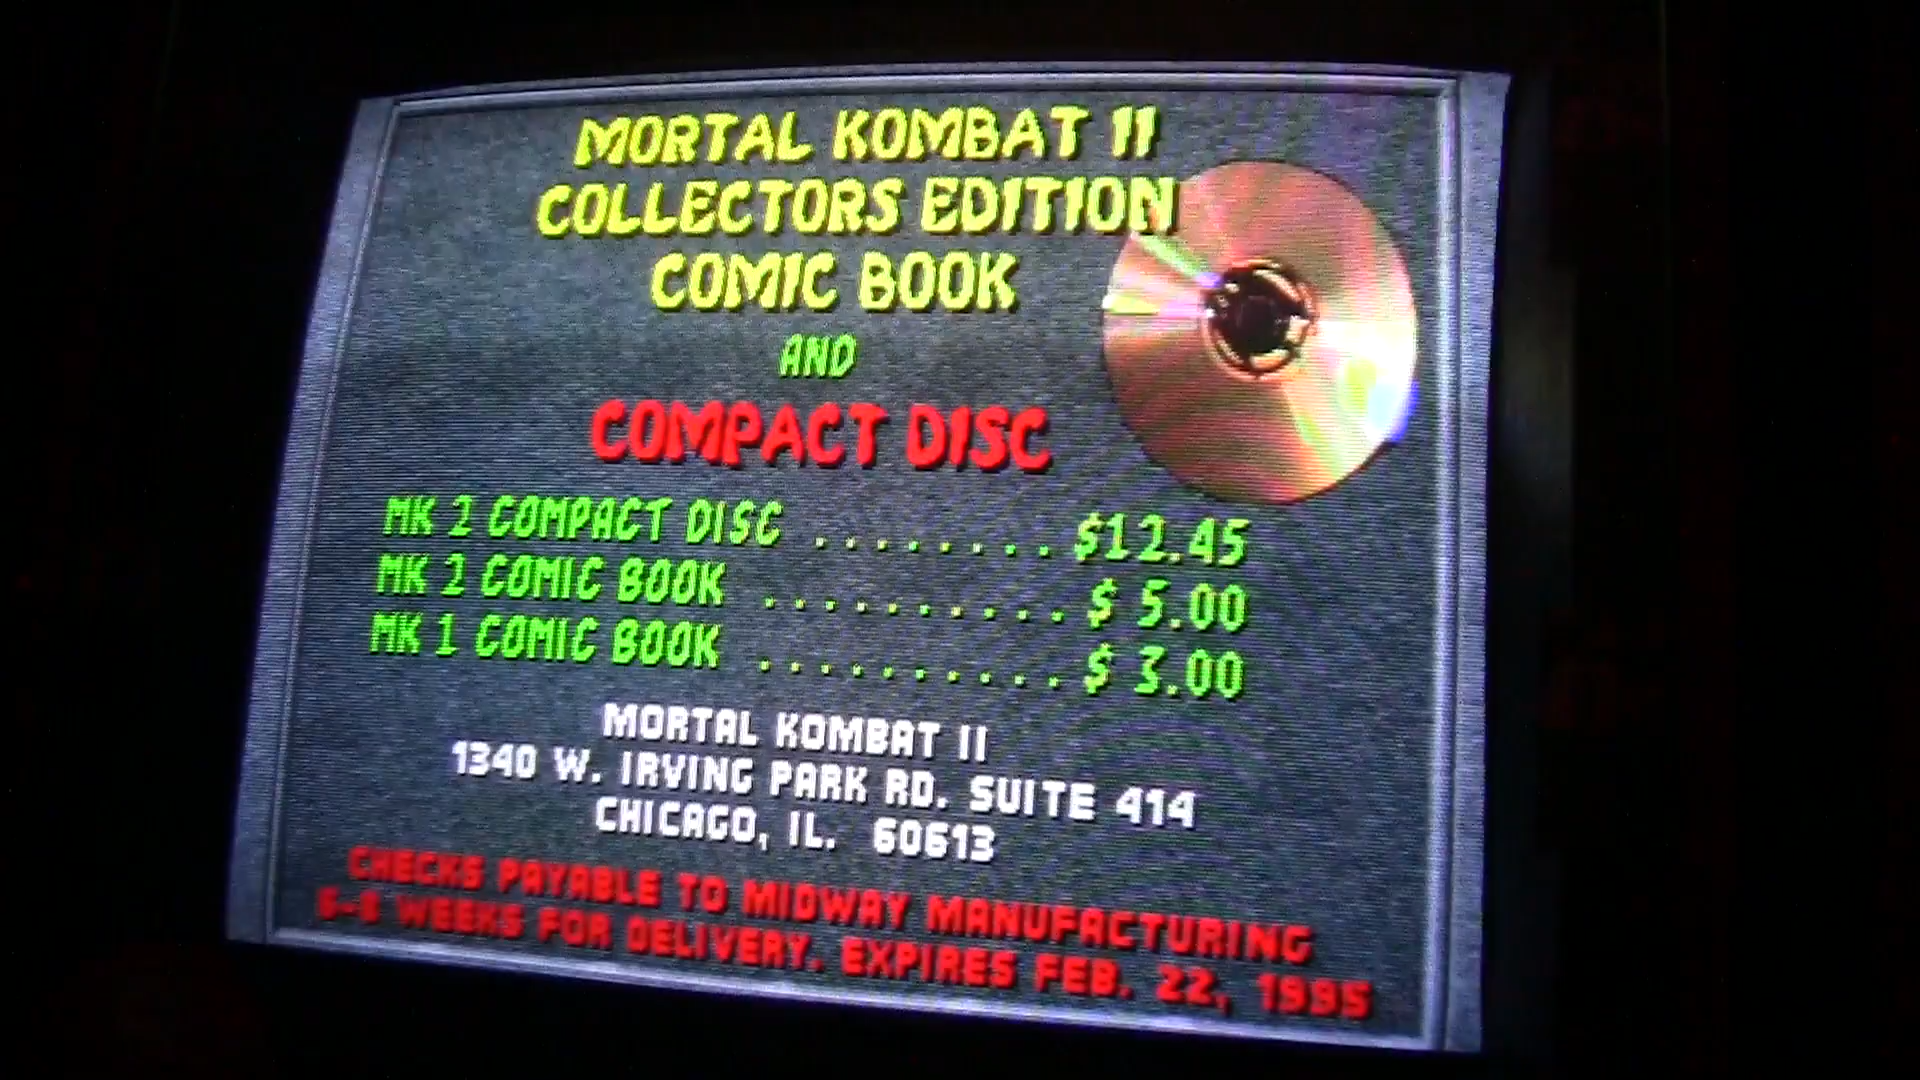 MORTAL KOMBAT II
COLLECTORS EDITION
COMIC BOOK
AND
COMPACT DISC
MK 2 COMPACT DISC ........ $12.45
MK 2 COMIC BOOK .......... $ 5.00
MK 1 COMIC BOOK .......... $ 3.00
MORTAL KOMBAT II
1340 W. IRVING PARK RD. SUITE 414
CHICAGO, IL. 60613
CHECKS PAYABLE TO MIDWAY MANUFACTURING
6-8 WEEKS FOR DELIVERY. EXPIRES FEB. 22, 1995